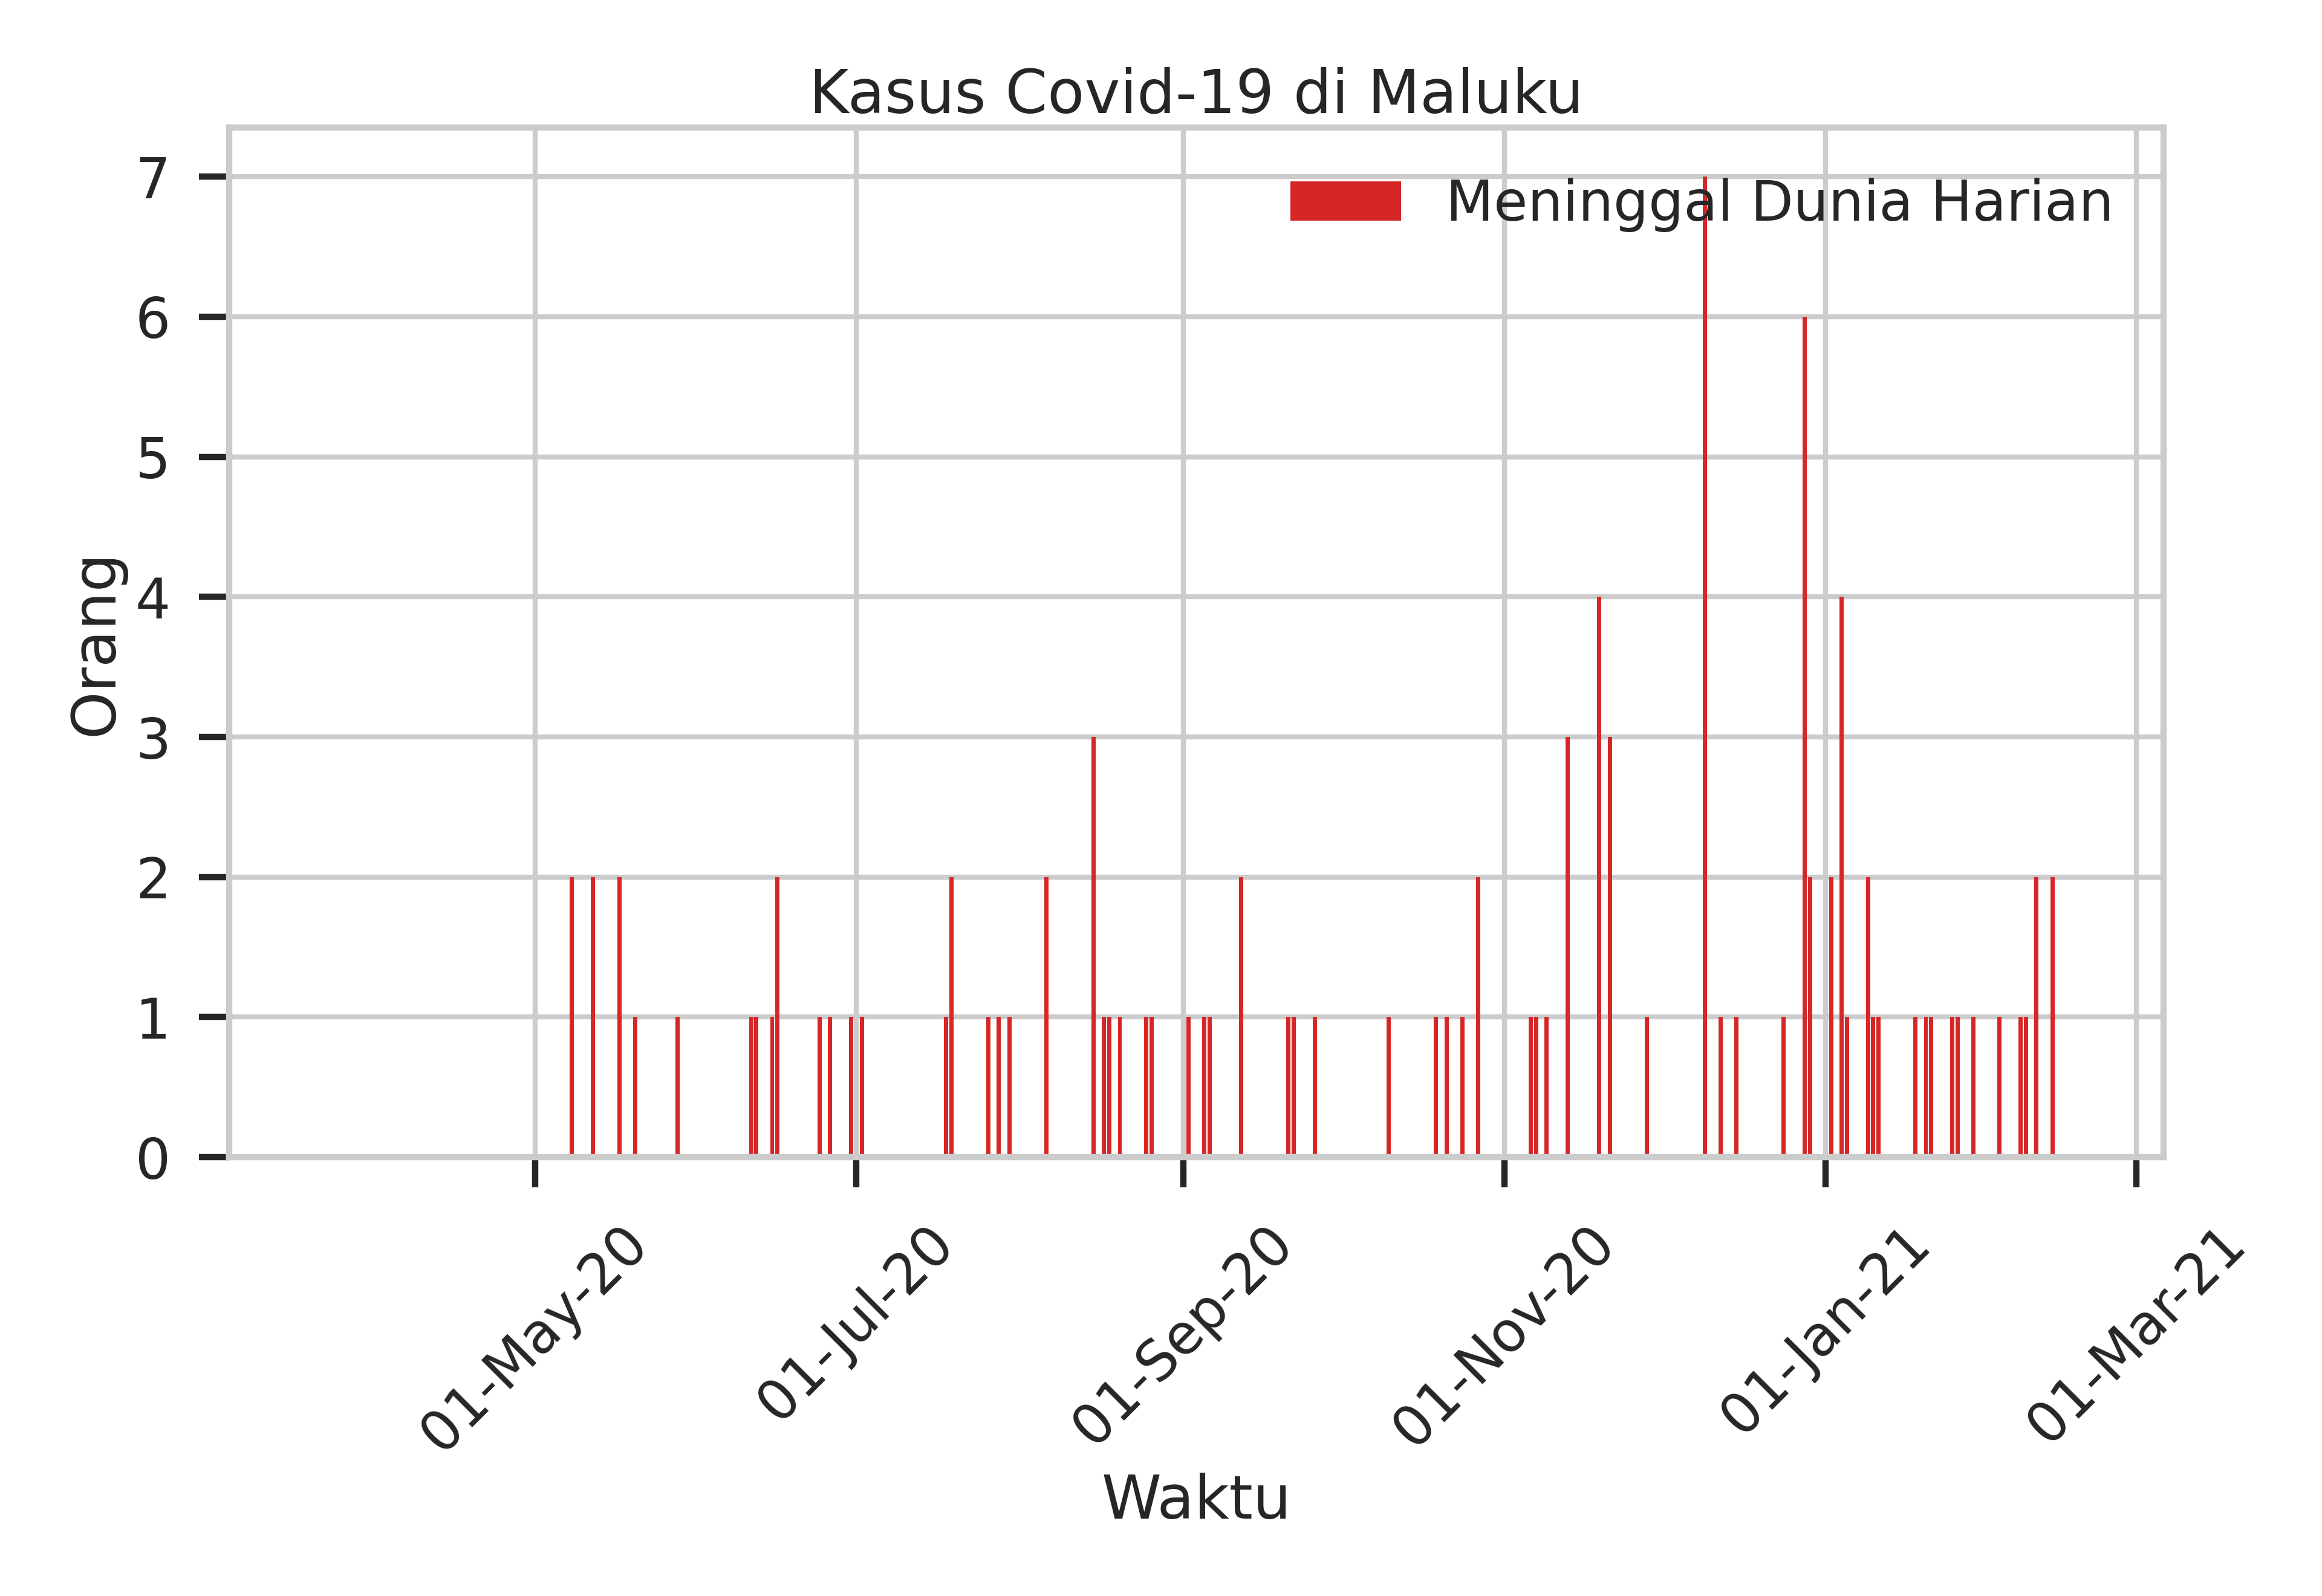 Kasus Covid-19 di Maluku
Meninggal Dunia Harian
7
6
5
4
3
2
1
0
Orang
01-May-20
01-Jul-20
01-Sep-20
01-Nov-20
01-Jan-21
01-Mar-21
Waktu